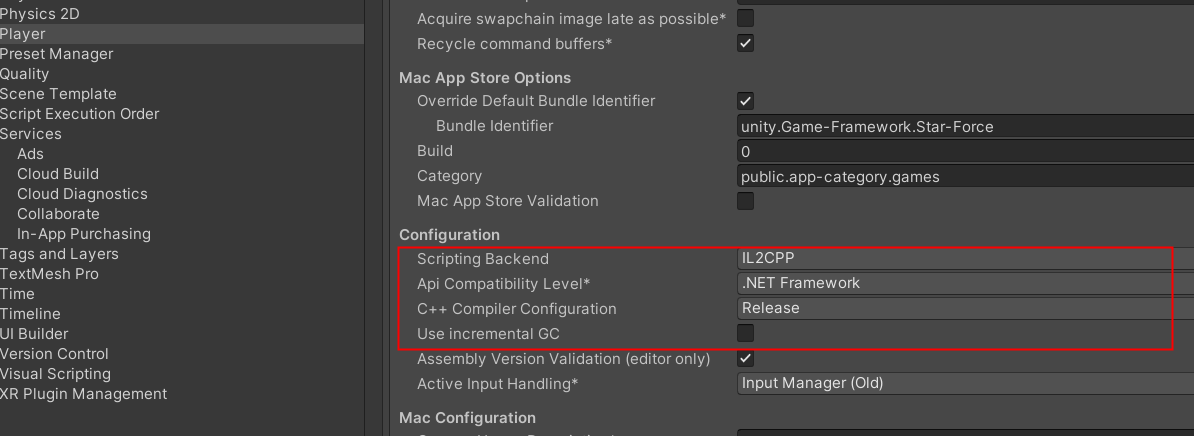 Physics 2D
Player
Preset Manager
Quality
Scene Template
Script Execution Order
Services
Ads
Cloud Build
Cloud Diagnostics
Collaborate
In-App Purchasing
Tags and Layers
TextMesh Pro
Time
Timeline
UI Builder
Version Control
Visual Scripting
XR Plugin Management
Acquire swapchain image late as possible*
Recycle command buffers*
Mac App Store Options
Override Default Bundle Identifier
Bundle Identifier unity.Game-Framework.Star-Force
Build 0
Category public.app-category.games
Mac App Store Validation
Configuration
Scripting Backend IL2CPP
Api Compatibility Level* .NET Framework
C++ Compiler Configuration Release
Use incremental GC
Assembly Version Validation (editor only)
Active Input Handling* Input Manager (Old)
Mac Configuration